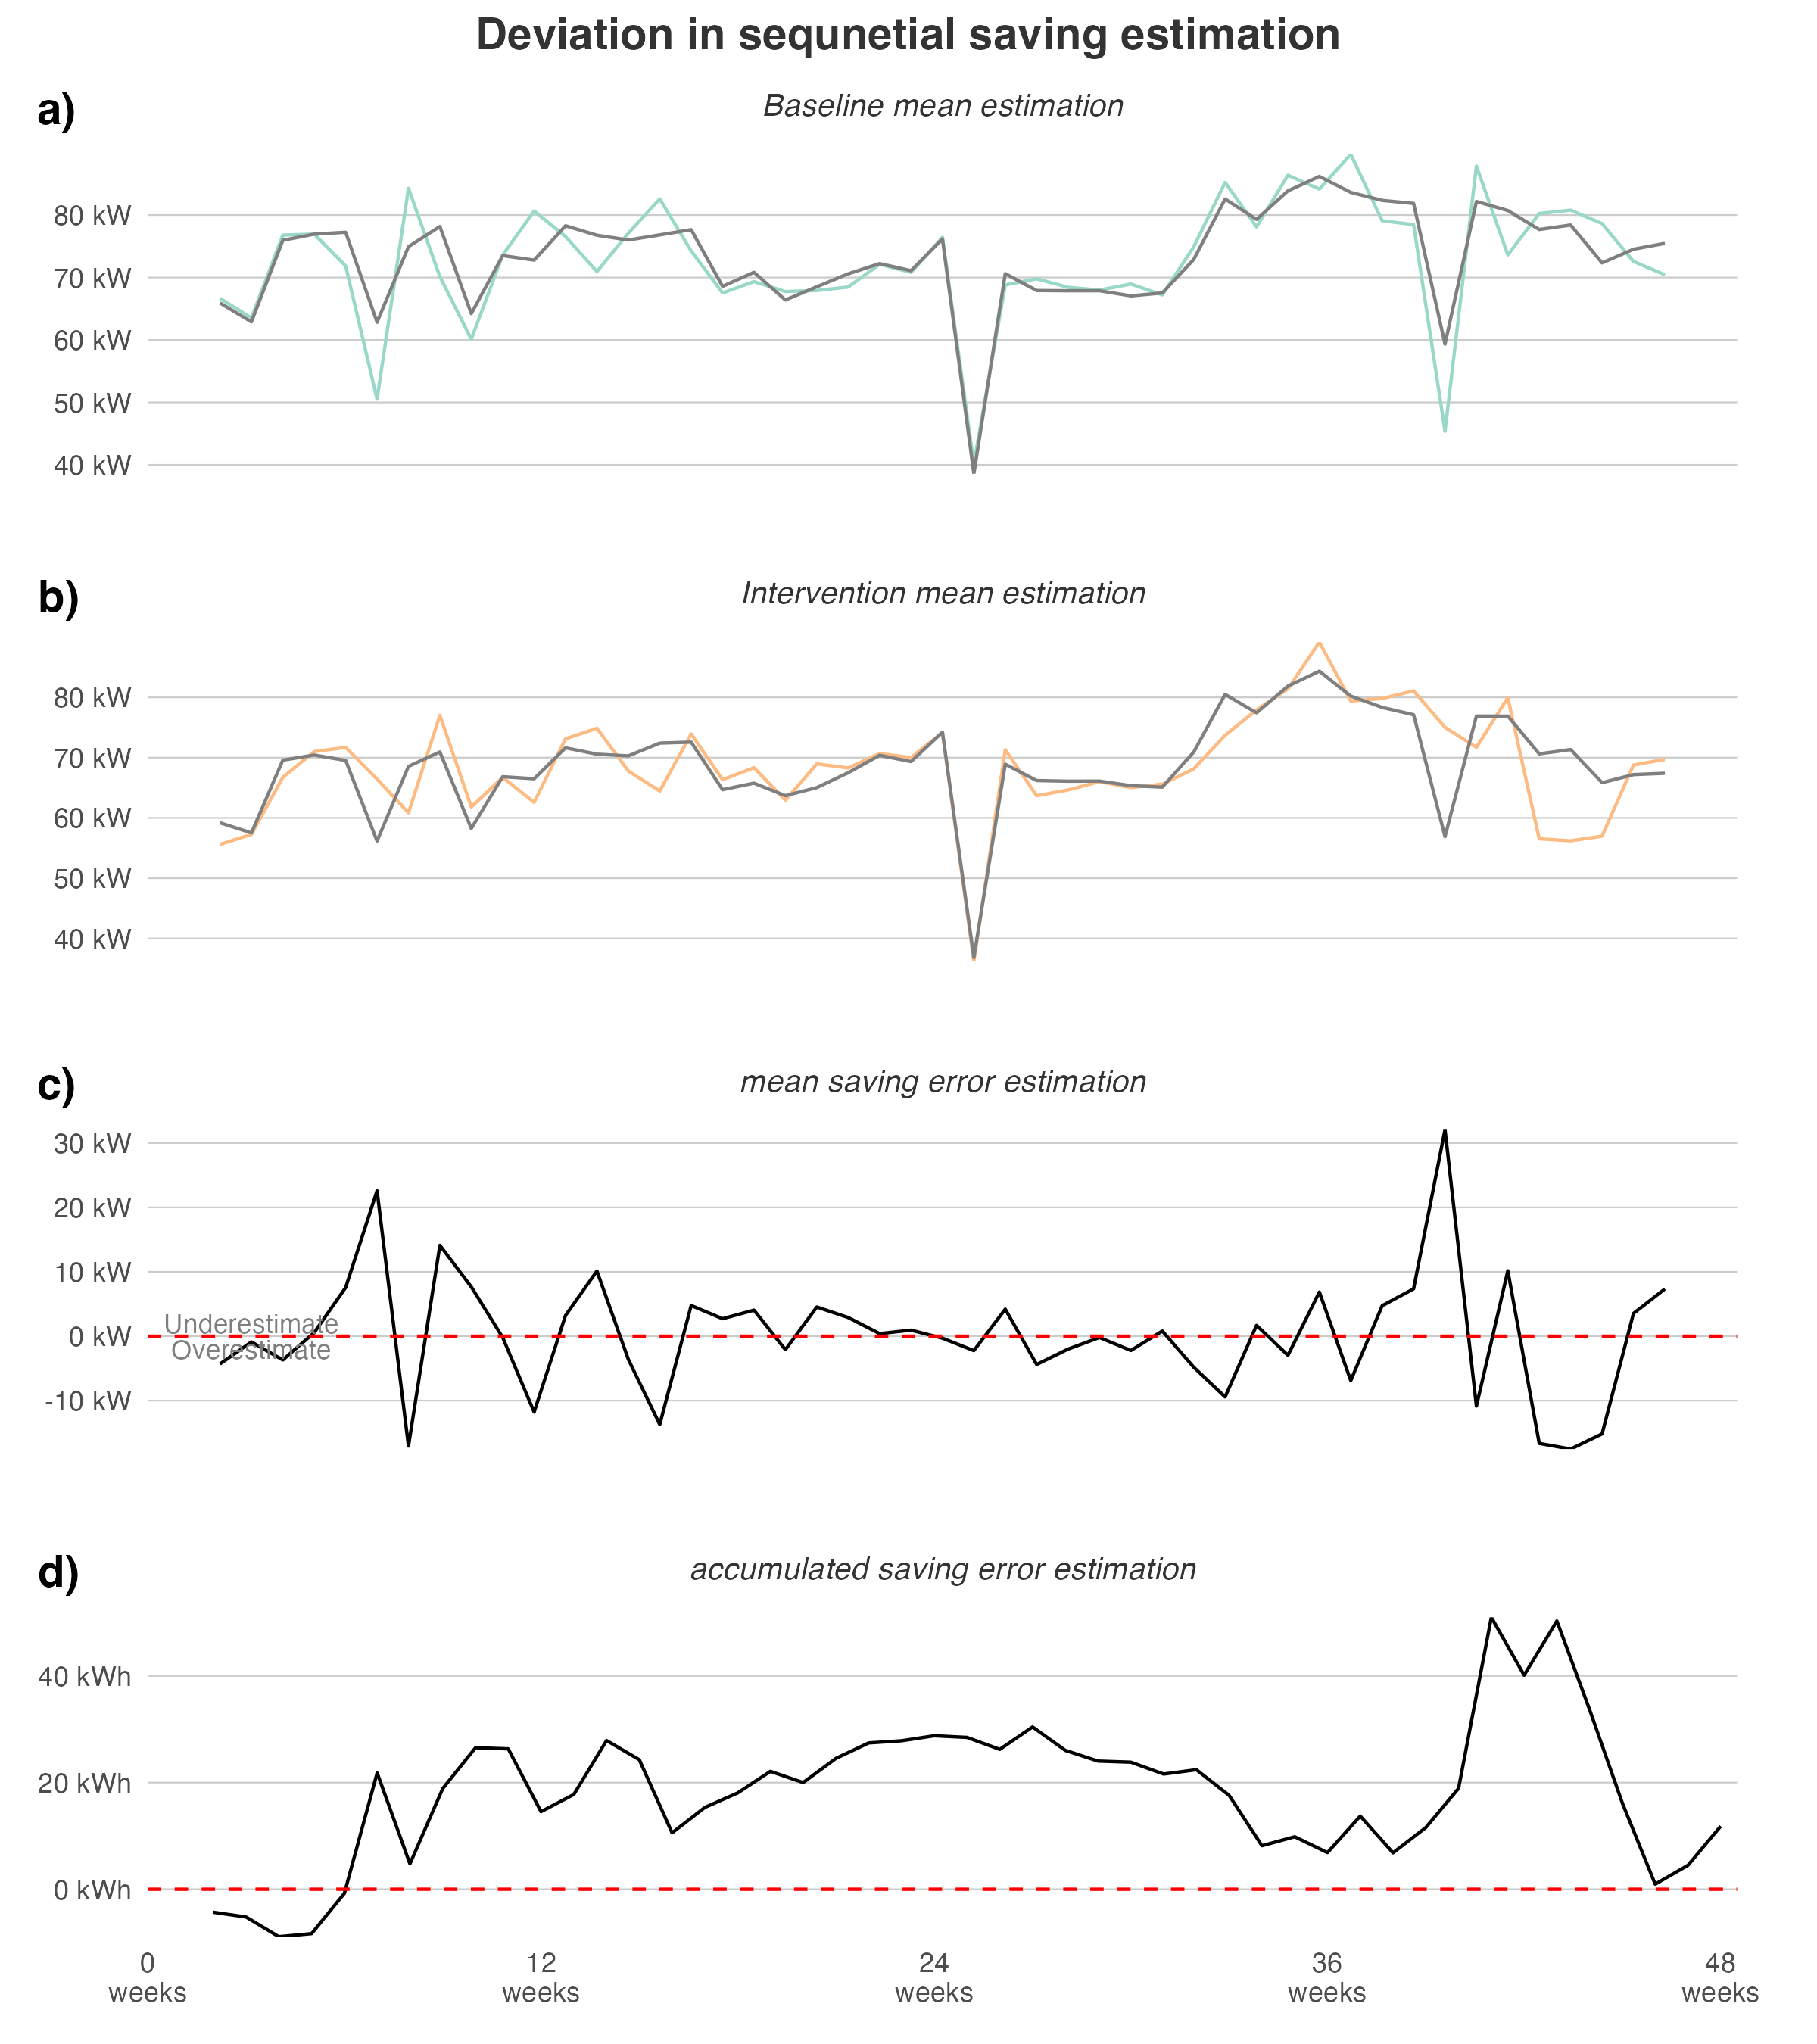 Deviation in sequnetial saving estimation
a)
Baseline mean estimation
80 kW
70 kW
60 kW
50 kW
40 kW
b)
Intervention mean estimation
80 kW
70 kW
60 kW
50 kW
40 kW
c)
mean saving error estimation
30 kW
20 kW
10 kW
Underestimate
0 kW
Overestimate
-10 kW
d)
accumulated saving error estimation
40 kWh
20 kWh
0 kWh
0 12 24 36 48
weeks weeks weeks weeks weeks